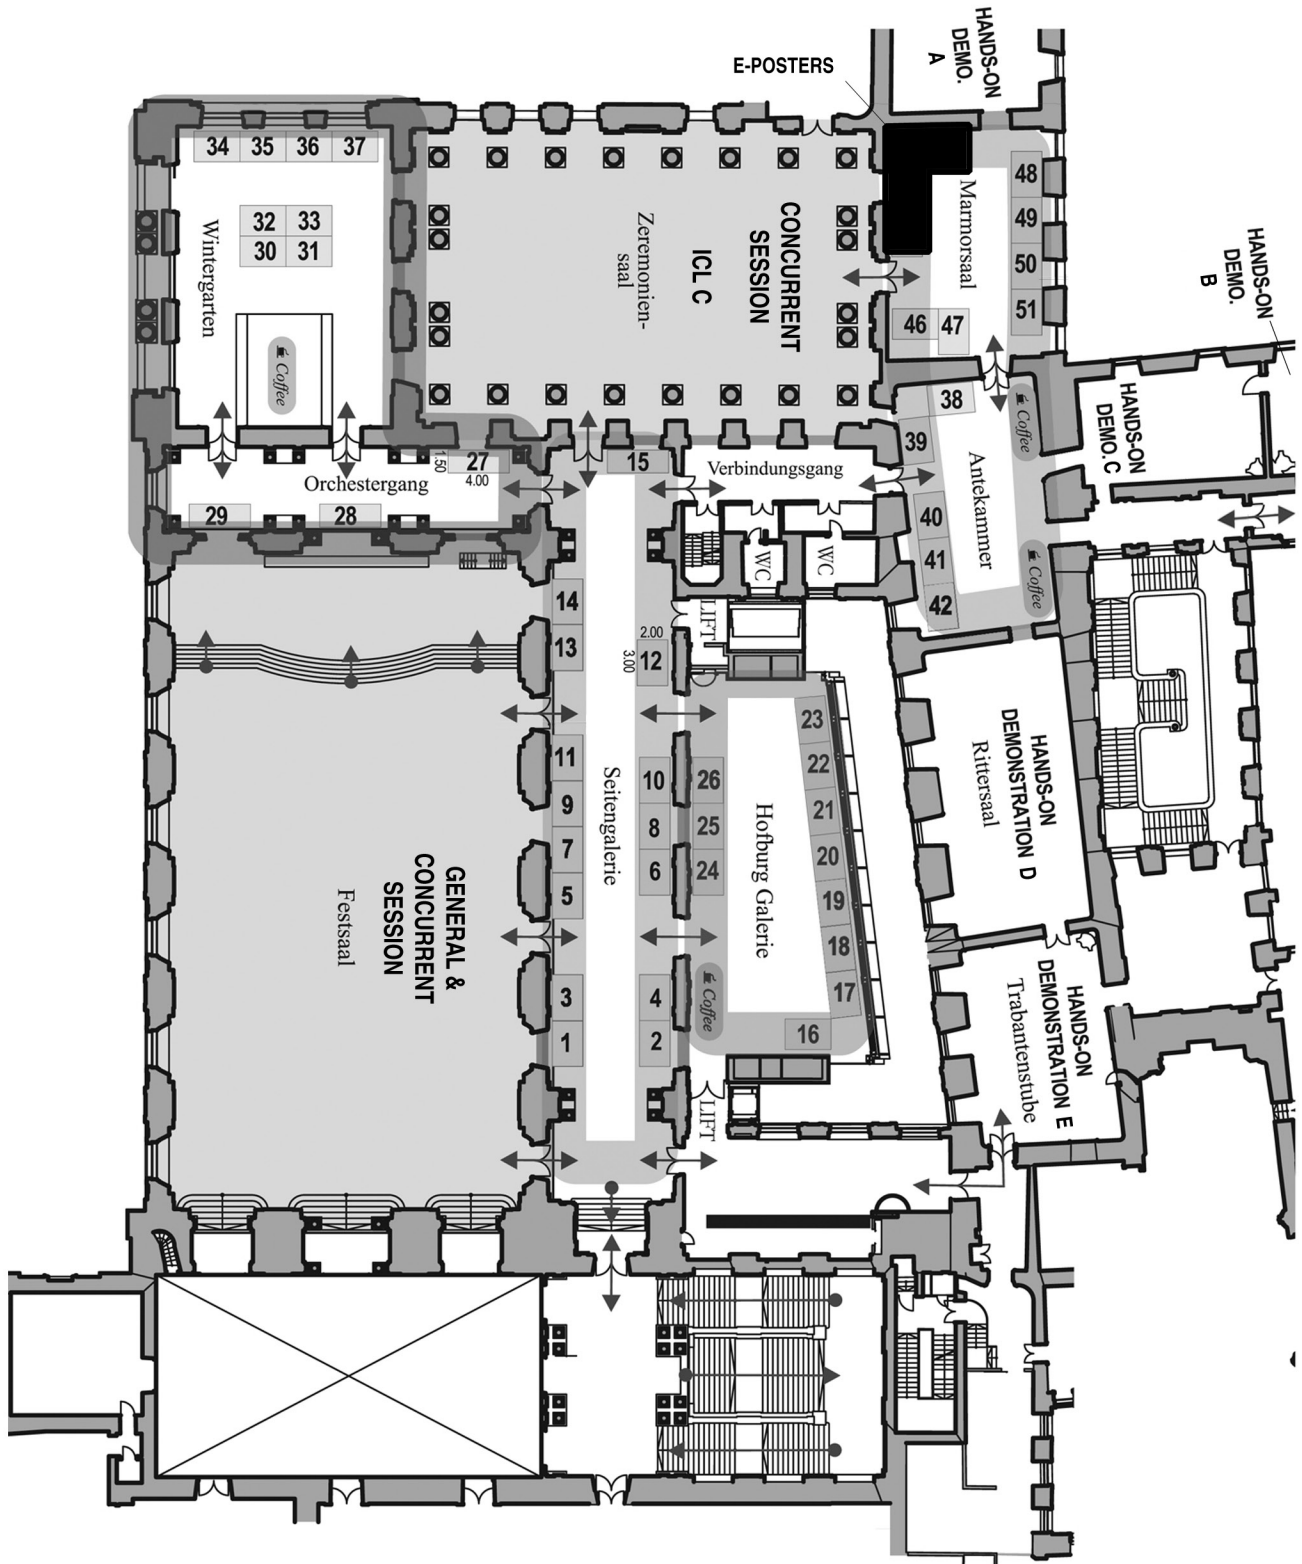 HANDS-ON
DEMO.
A
E-POSTERS
34 35 36 37
32 33
30 31
Wintergarten
Coffee
CONCURRENT
SESSION
ICL C
Zeremonien-
saal
Marmorsaal
48
49
50
51
46 47
HANDS-ON
DEMO.
B
HANDS-ON
DEMO. C
38
39
Coffee
Antekammer
40
41
42
Coffee
1.50
27
4.00
Orchestergang
29 28
15
Verbindungsgang
WC
WC
LIFT
14
13
2.00
3.00
12
11
9
7
5
3
1
10
8
6
4
2
Seitengalerie
26
25
24
Coffee
Hofburg Galerie
23
22
21
20
19
18
17
16
LIFT
GENERAL &
CONCURRENT
SESSION
Festsaal
HANDS-ON
DEMONSTRATION D
Rittersaal
HANDS-ON
DEMONSTRATION E
Trabantenstube